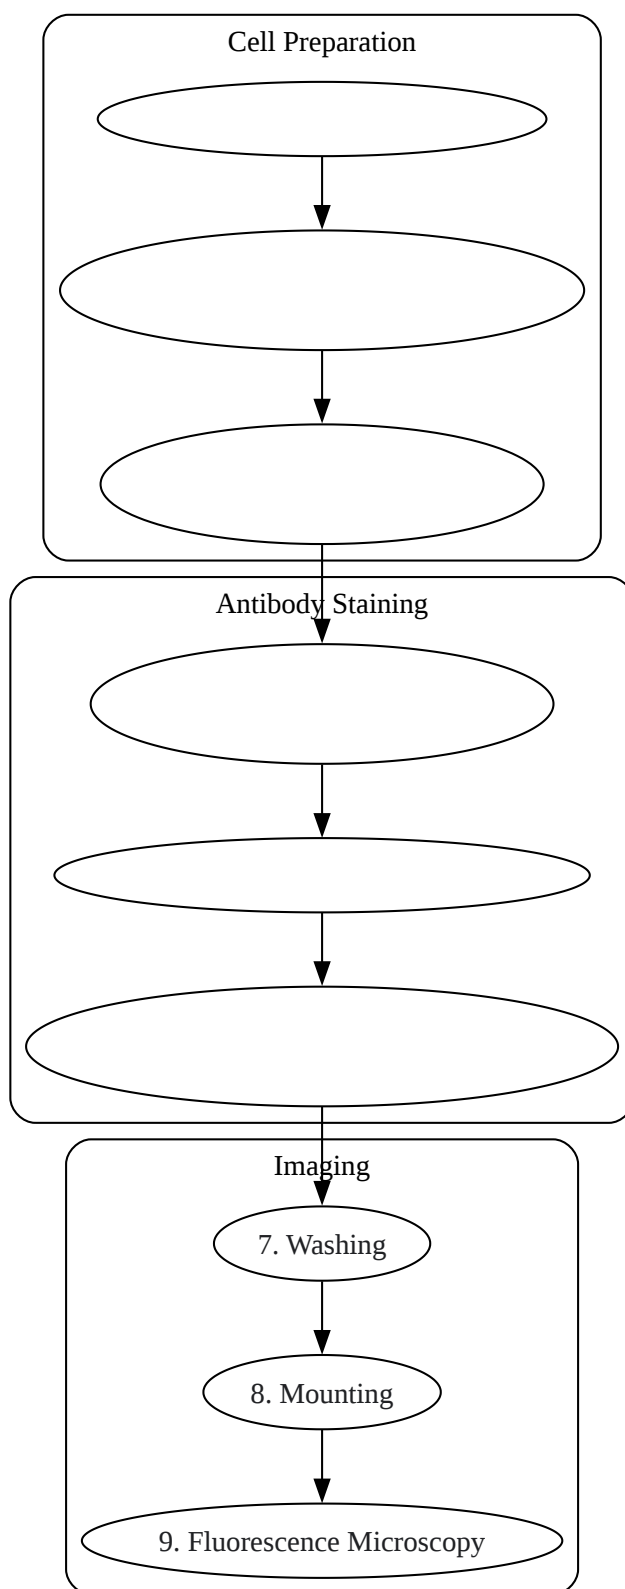 Cell Preparation
Antibody Staining
Imaging
7. Washing
8. Mounting
9. Fluorescence Microscopy